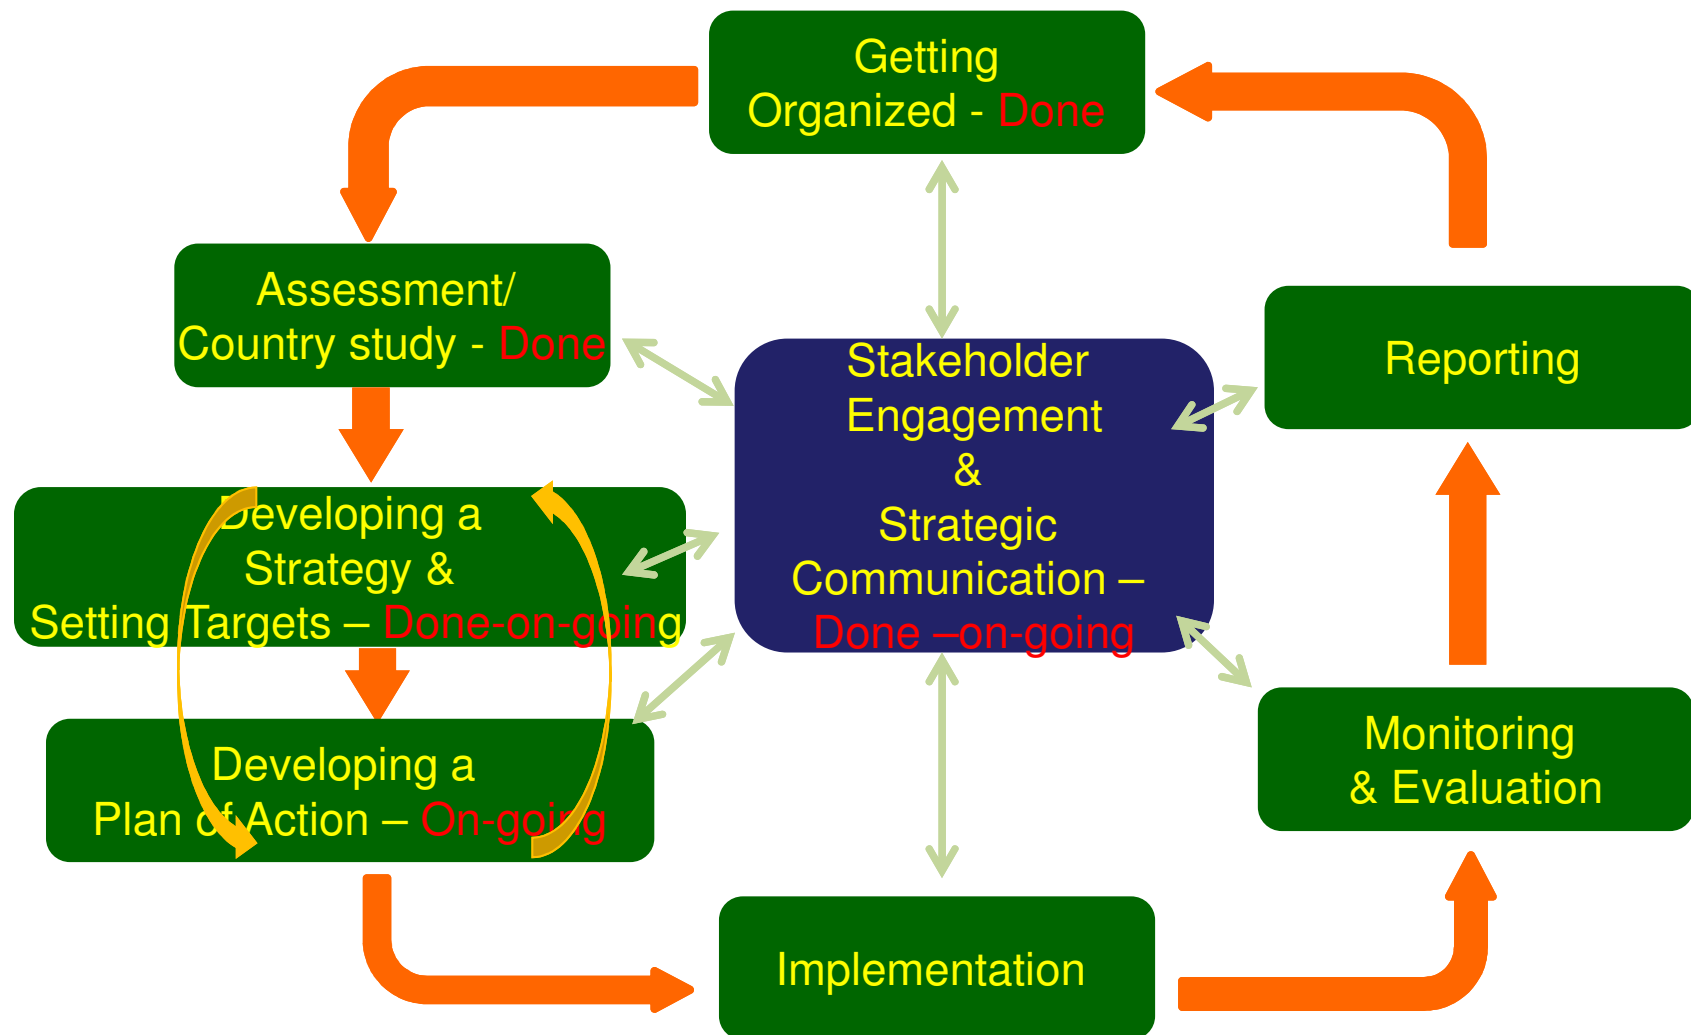 Getting
Organized - Done
Assessment/
Country study - Done
Stakeholder
Engagement
&
Strategic
Communication –
Done –on-going
Reporting
Developing a
Strategy &
Setting Targets – Done-on-going
Developing a
Plan of Action – On-going
Monitoring
& Evaluation
Implementation